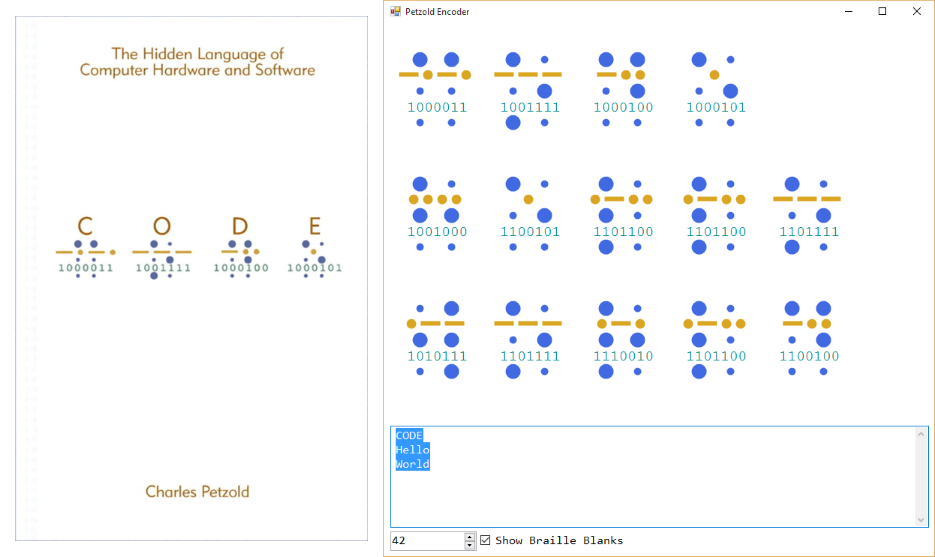 The Hidden Language of
Computer Hardware and Software
C O D E
1000011 1001111 1000100 1000101
Charles Petzold
Petzold Encoder
1000011 1001111 1000100 1000101
1001000 1100101 1101100 1101100 1101111
1010111 1101111 1110010 1101100 1100100
CODE
Hello
World
42 Show Braille Blanks